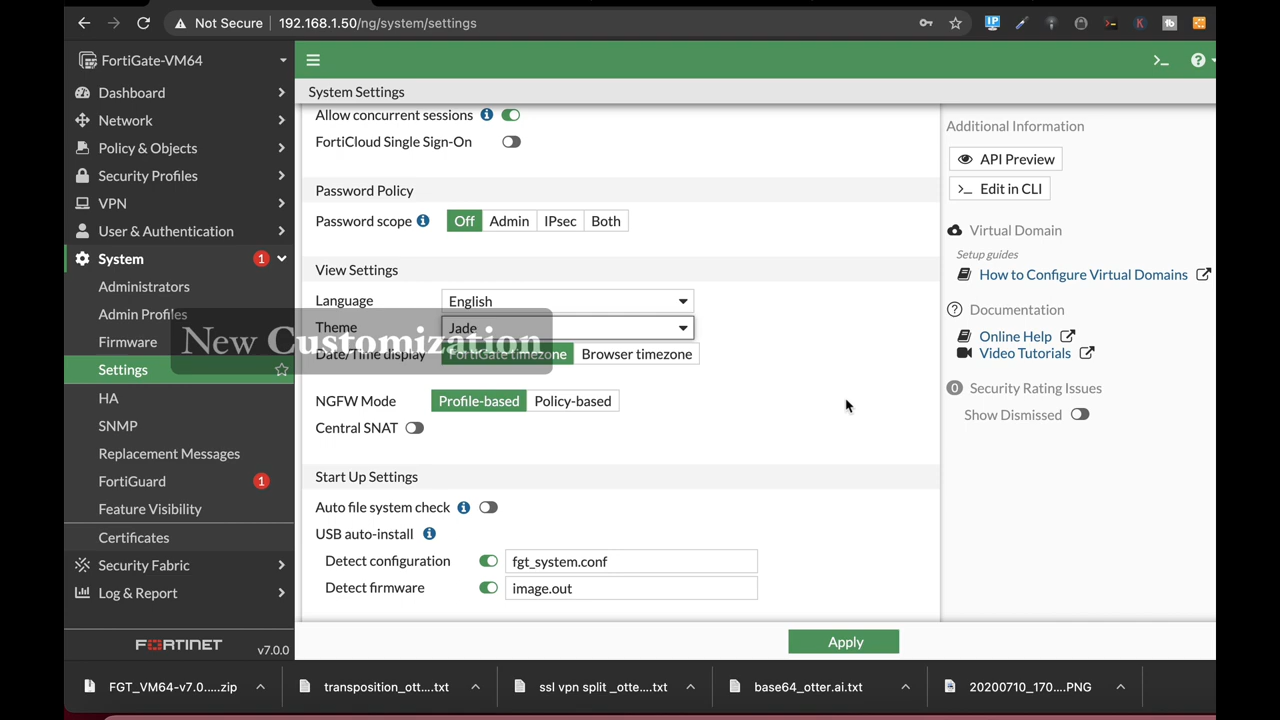 Not Secure 192.168.1.50/ng/system/settings
IP
K
tb
FortiGate-VM64
Dashboard
Network
Policy & Objects
Security Profiles
VPN
User & Authentication
System 1
Administrators
Admin Profiles
Firmware
Settings
HA
SNMP
Replacement Messages
FortiGuard 1
Feature Visibility
Certificates
Security Fabric
Log & Report
FORTINET v7.0.0
System Settings
Allow concurrent sessions
FortiCloud Single Sign-On
Password Policy
Password scope Off Admin IPsec Both
View Settings
Language English
Theme Jade
New Customization
Date/Time display FortiGate timezone Browser timezone
NGFW Mode Profile-based Policy-based
Central SNAT
Start Up Settings
Auto file system check
USB auto-install
Detect configuration fgt_system.conf
Detect firmware image.out
Apply
Additional Information
API Preview
>_ Edit in CLI
Virtual Domain
Setup guides
How to Configure Virtual Domains
Documentation
Online Help
Video Tutorials
0 Security Rating Issues
Show Dismissed
FGT_VM64-v7.0.....zip
transposition_ott....txt
ssl vpn split _otte....txt
base64_otter.ai.txt
20200710_170....PNG